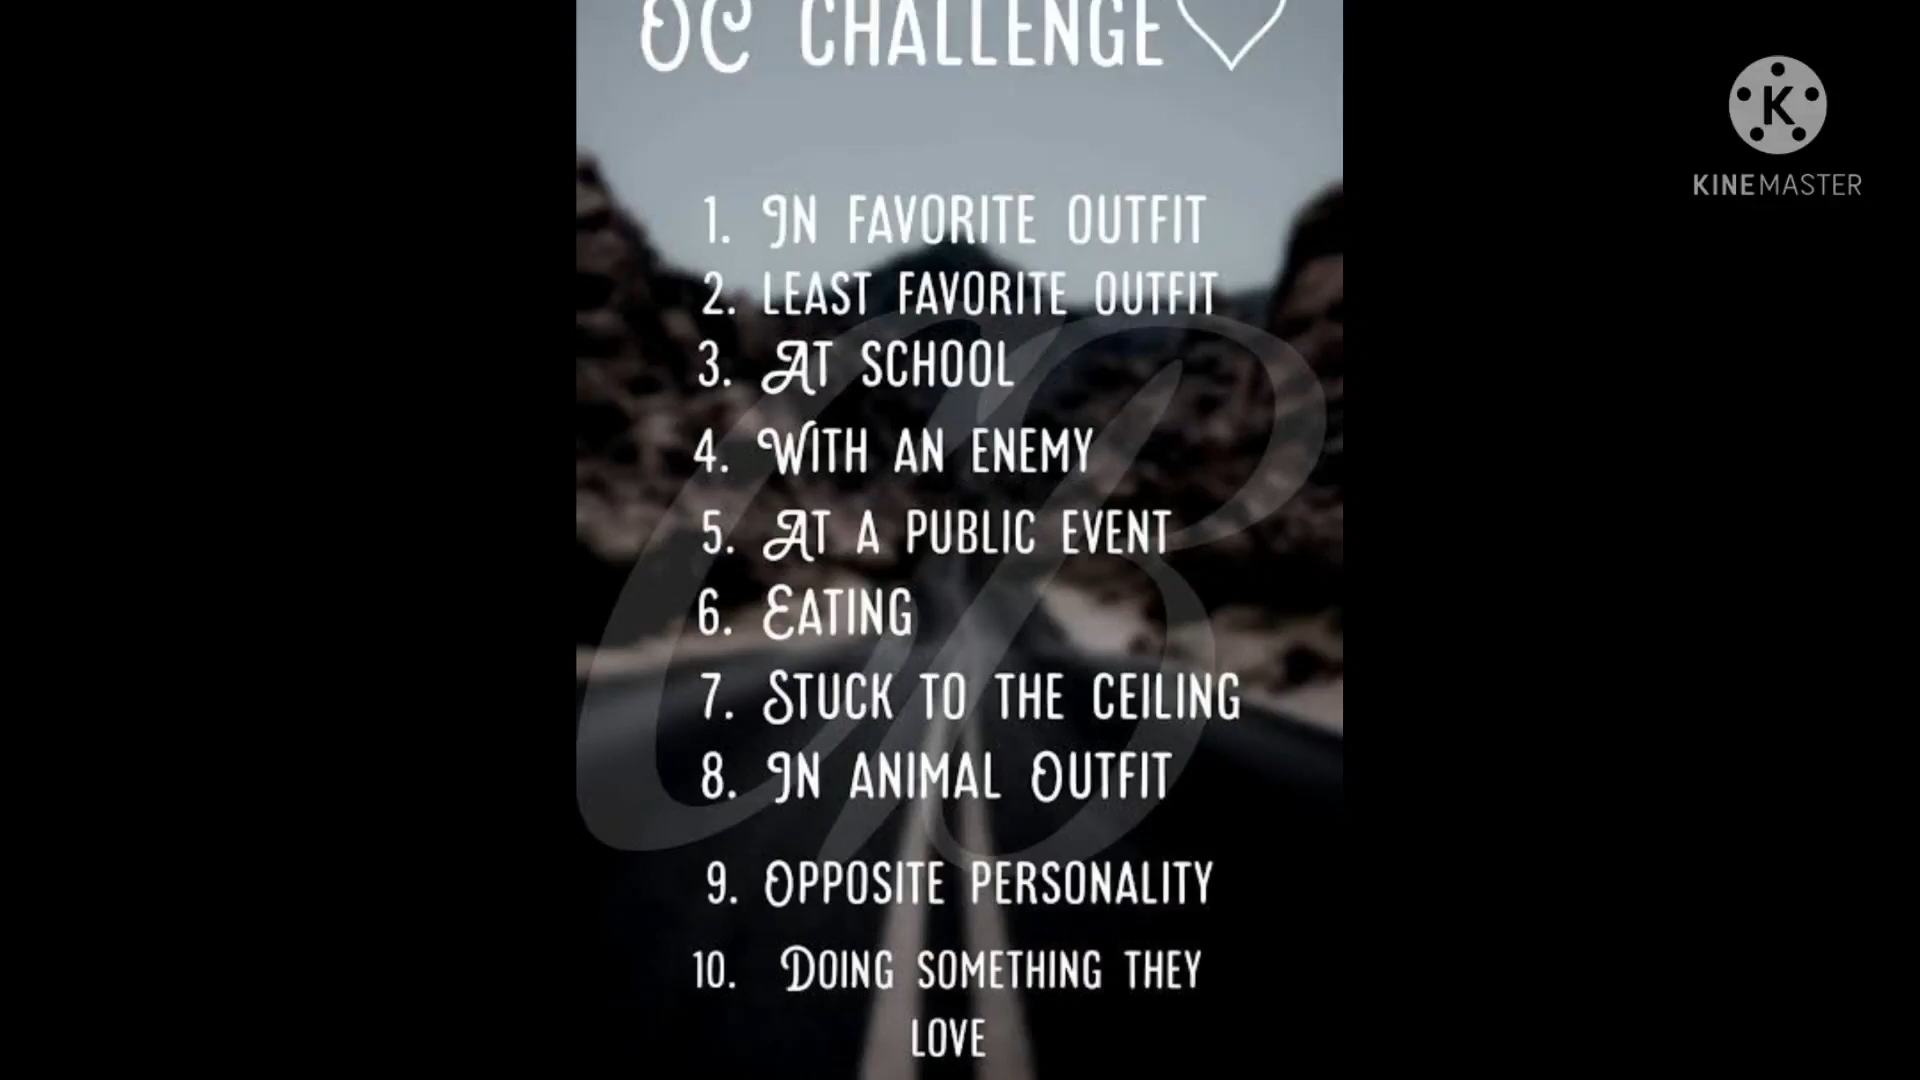 OC CHALLENGE
1. IN FAVORITE OUTFIT
2. LEAST FAVORITE OUTFIT
3. AT SCHOOL
4. WITH AN ENEMY
5. AT A PUBLIC EVENT
6. EATING
7. STUCK TO THE CEILING
8. IN ANIMAL OUTFIT
9. OPPOSITE PERSONALITY
10. DOING SOMETHING THEY
LOVE
K
KINEMASTER